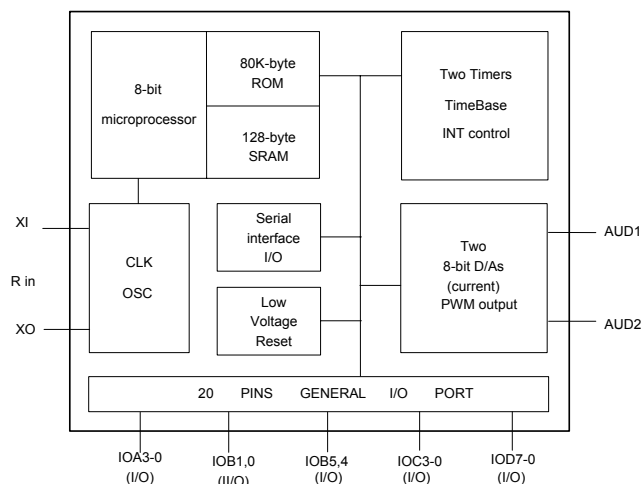 8-bit
microprocessor
80K-byte
ROM
128-byte
SRAM
Two Timers
TimeBase
INT control
XI
R in
XO
CLK
OSC
Serial
interface
I/O
Low
Voltage
Reset
Two
8-bit D/As
(current)
PWM output
AUD1
AUD2
20 PINS GENERAL I/O PORT
IOA3-0
(I/O)
IOB1,0
(II/O)
IOB5,4
(I/O)
IOC3-0
(I/O)
IOD7-0
(I/O)